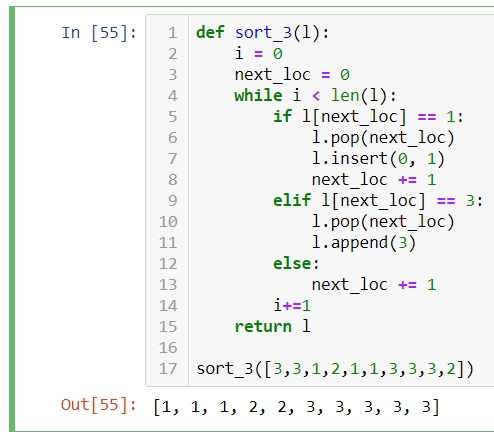 In [55]:
1 def sort_3(l):
2     i = 0
3     next_loc = 0
4     while i < len(l):
5         if l[next_loc] == 1:
6             l.pop(next_loc)
7             l.insert(0, 1)
8             next_loc += 1
9         elif l[next_loc] == 3:
10             l.pop(next_loc)
11             l.append(3)
12         else:
13             next_loc += 1
14         i+=1
15     return l
16
17 sort_3([3,3,1,2,1,1,3,3,3,2])
Out[55]: [1, 1, 1, 2, 2, 3, 3, 3, 3, 3]